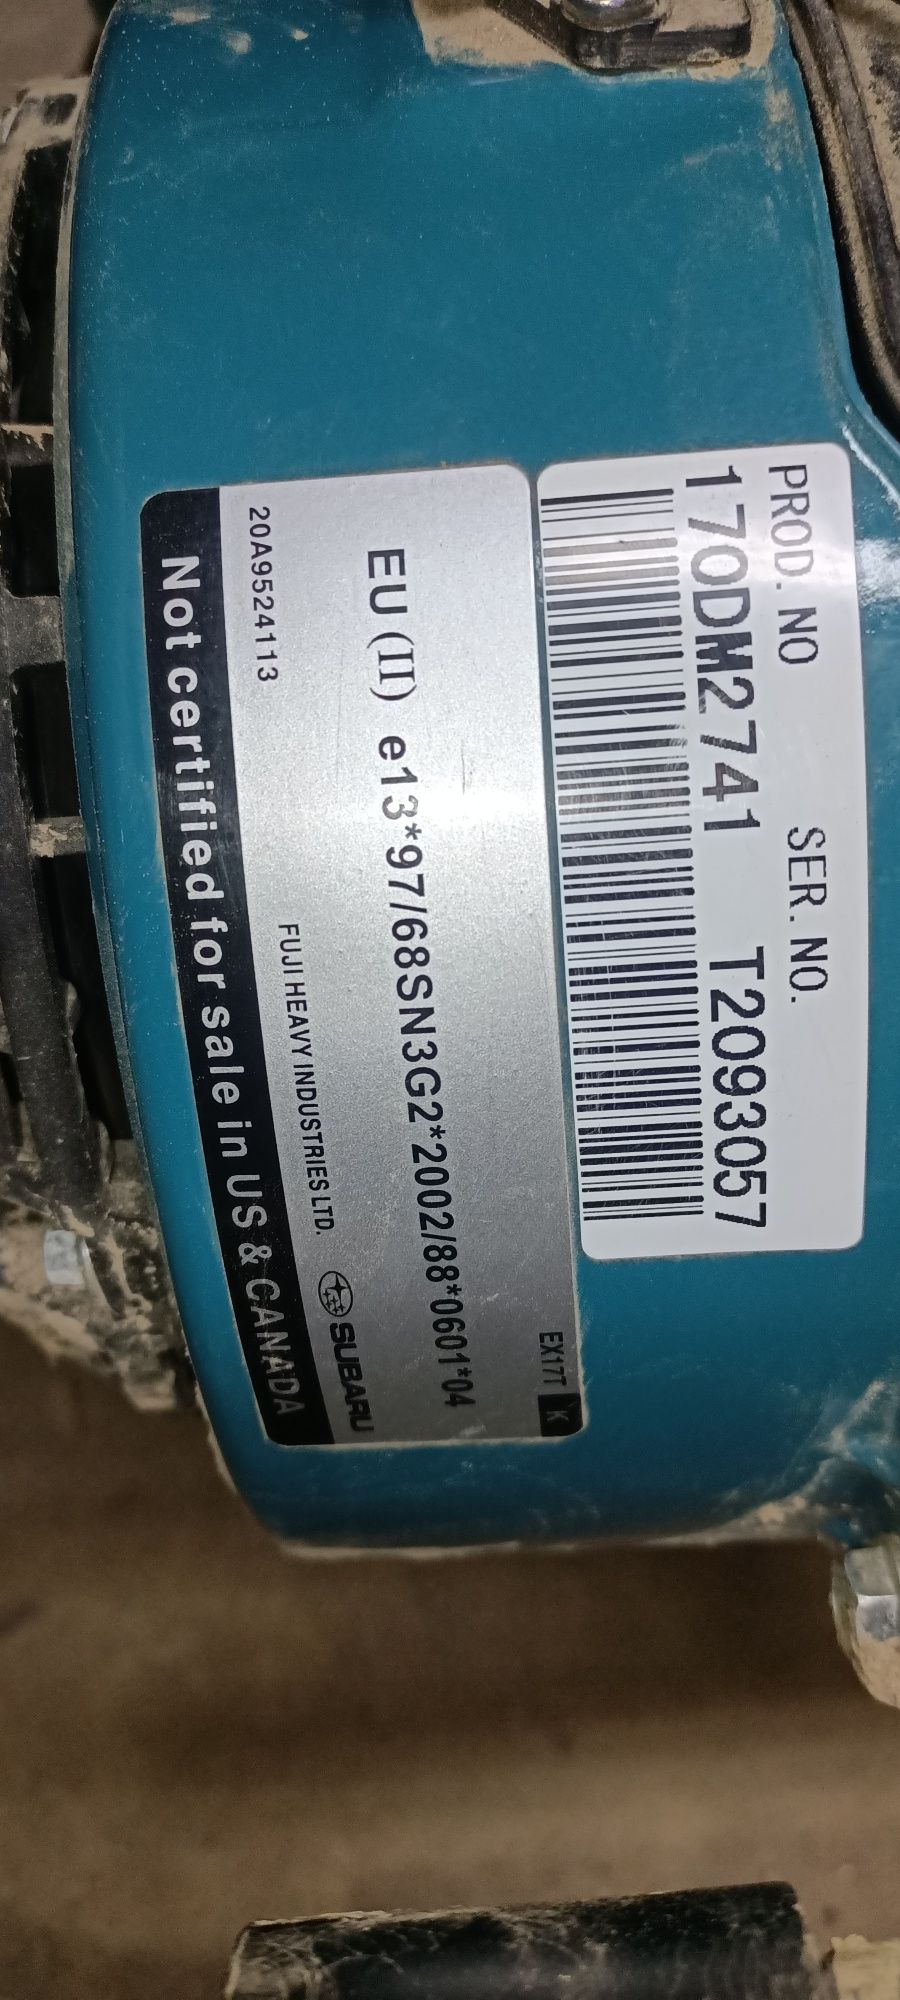 PROD. NO SER. NO.
170DM2741 T2093057
EX17T K
EU (II) e13*97/68SN3G2*2002/88*0601*04
20A9524113
FUJI HEAVY INDUSTRIES LTD. SUBARU
Not certified for sale in US & CANADA